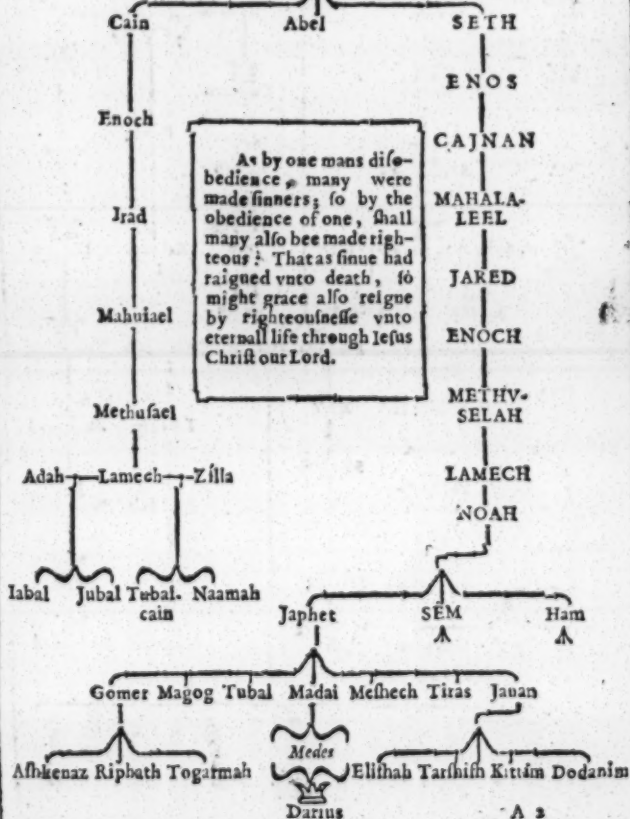 Cain Abel SETH
ENOS
Enoch
CAJNAN
As by one mans diſo-
bedience, many were
made ſinners; ſo by the
obedience of one, ſhall
many alſo bee made righ-
teous: That as ſinne had
raigned vnto death, ſo
might grace alſo reigne
by righteouſneſſe vnto
eternall life through Ieſus
Chriſt our Lord.
Irad
MAHALA-
LEEL
JARED
Mahuiael
ENOCH
METHV-
SELAH
Methuſael
Adah Lamech Zilla
LAMECH
NOAH
Iabal Jubal Tubal- Naamah
cain
Japhet SEM Ham
Gomer Magog Tubal Madai Meſhech Tiras Jauan
Medes
Aſhkenaz Riphath Togarmah Eliſhah Tarſhiſh Kittim Dodanim
Darius A 2